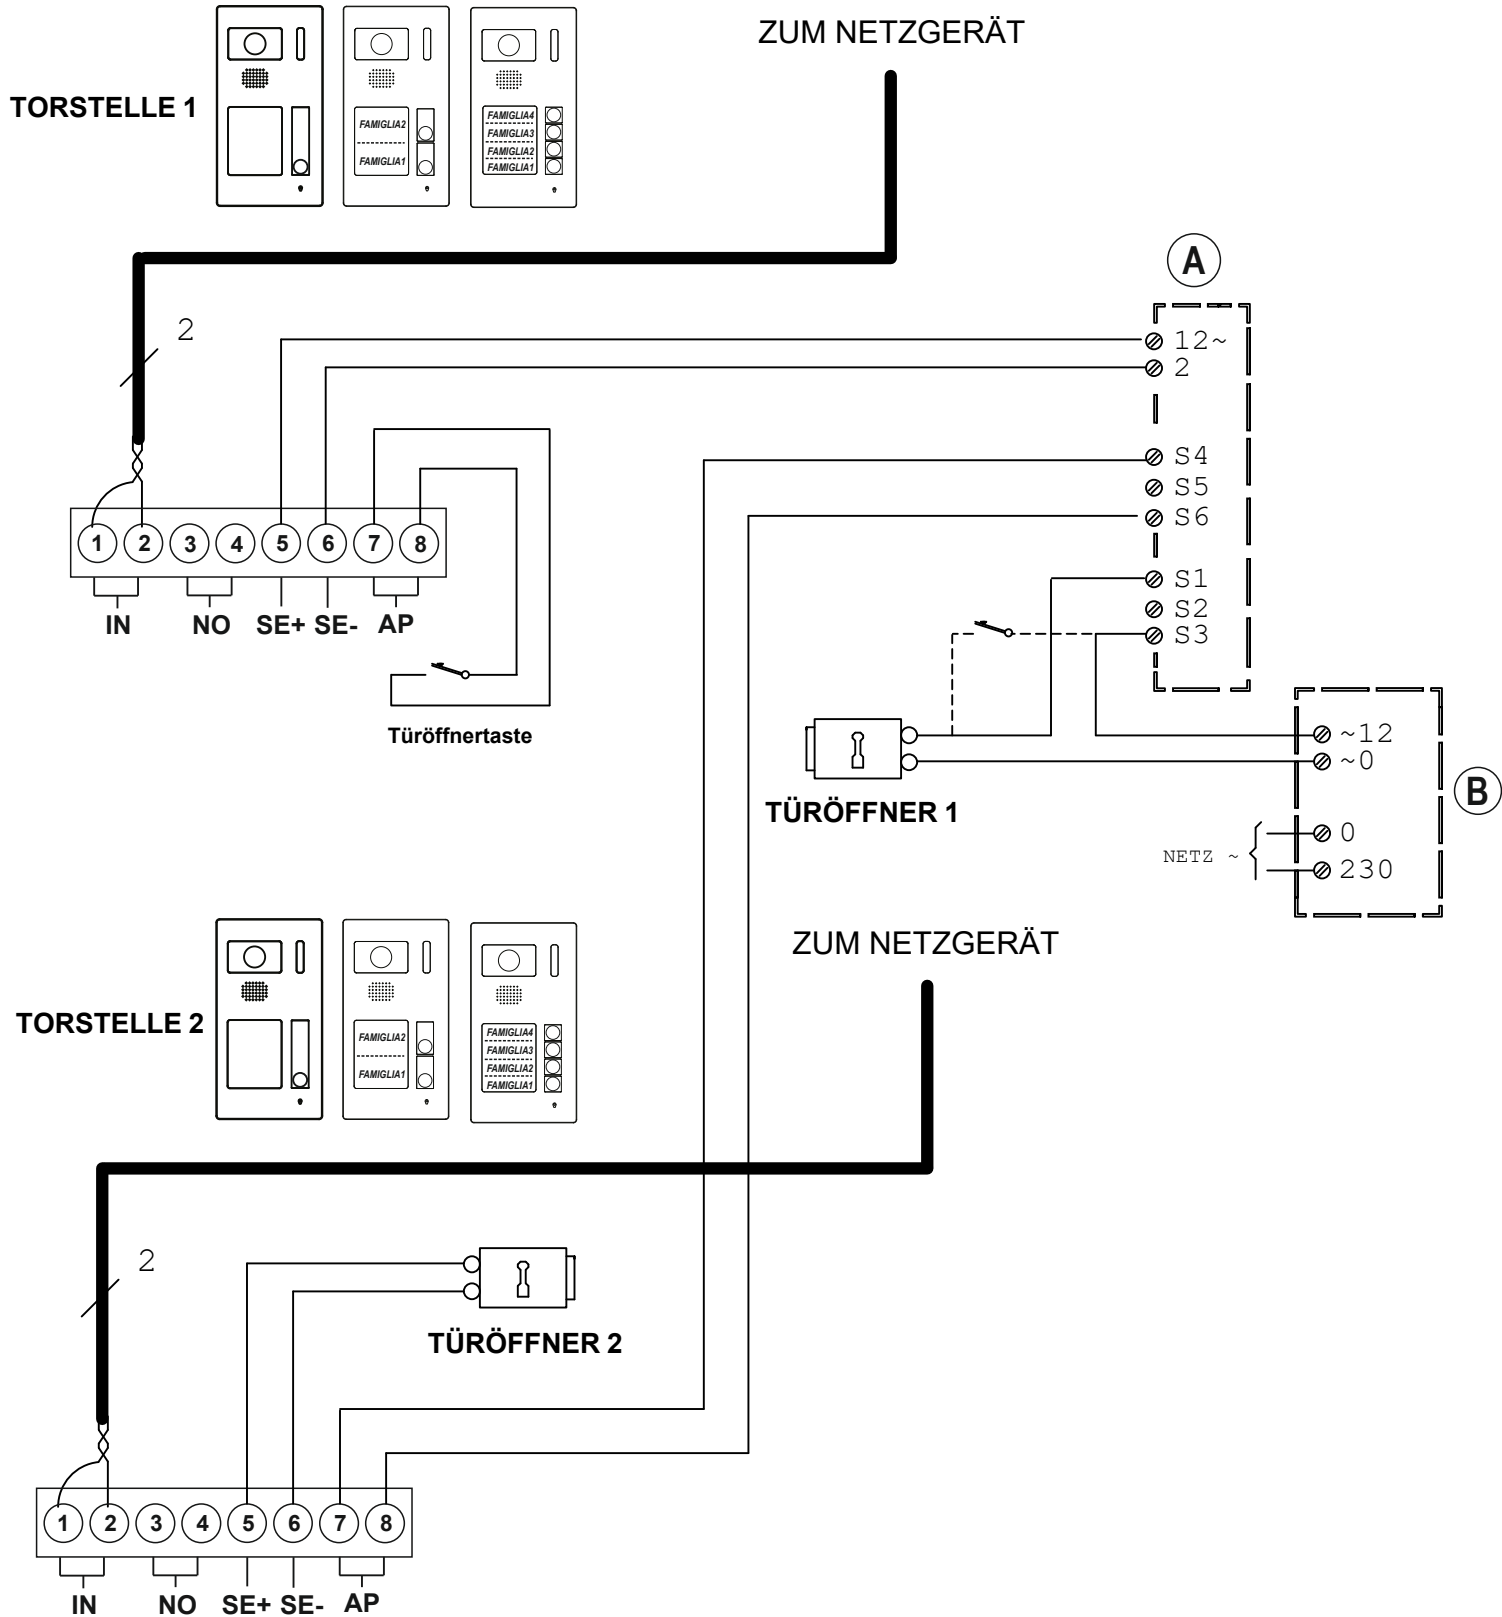 ZUM NETZGERÄT
TORSTELLE 1
FAMIGLIA2
FAMIGLIA1
FAMIGLIA4
FAMIGLIA3
FAMIGLIA2
FAMIGLIA1
A
2
12~
2
S4
S5
S6
S1
S2
S3
1 2 3 4 5 6 7 8
IN NO SE+ SE- AP
Türöffnertaste
TÜRÖFFNER 1
~12
~0
B
0
NETZ ~
230
ZUM NETZGERÄT
TORSTELLE 2
FAMIGLIA2
FAMIGLIA1
FAMIGLIA4
FAMIGLIA3
FAMIGLIA2
FAMIGLIA1
2
TÜRÖFFNER 2
1 2 3 4 5 6 7 8
IN NO SE+ SE- AP